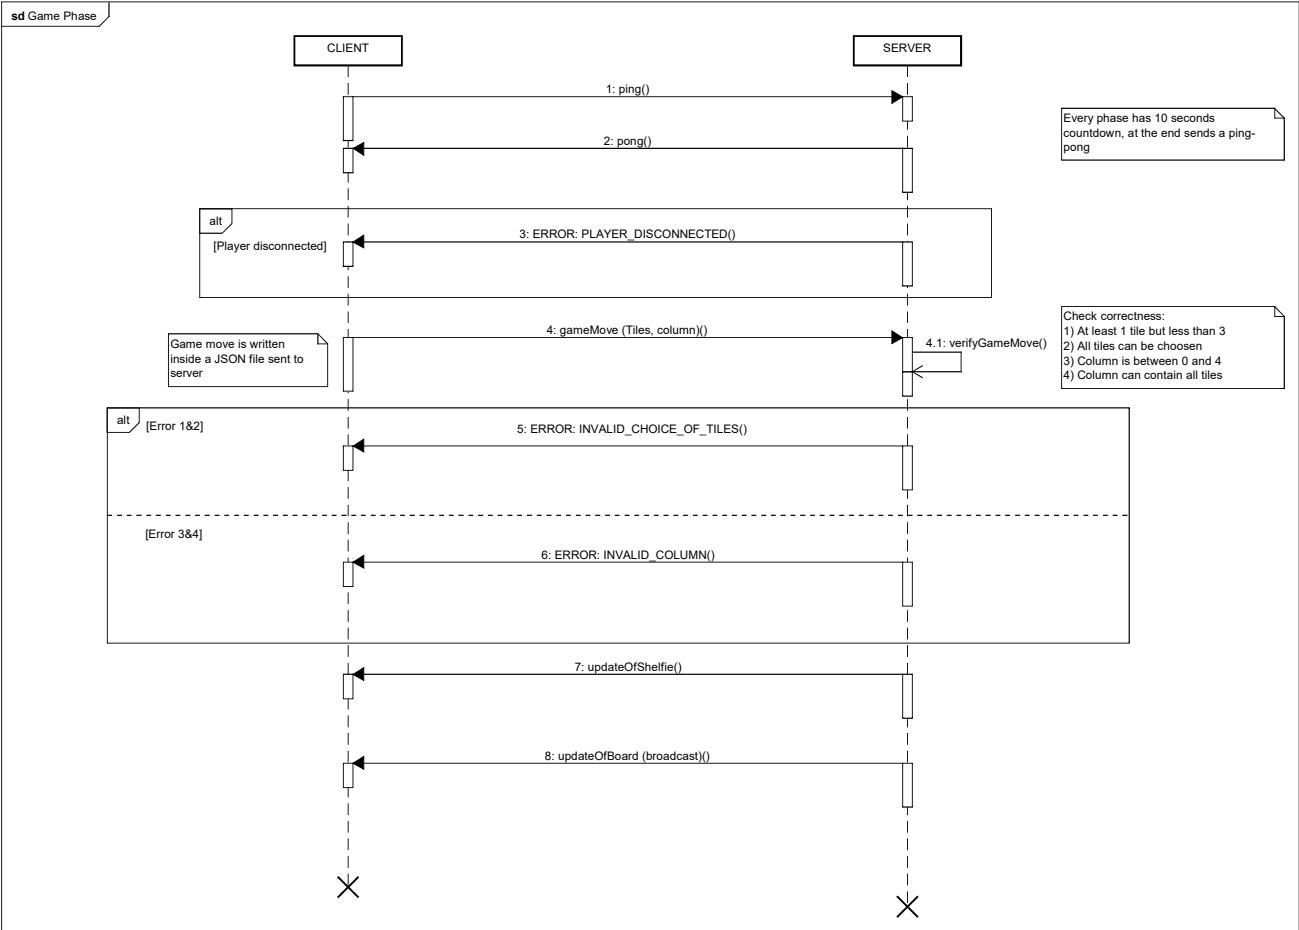 sd Game Phase
CLIENT
SERVER
1: ping()
Every phase has 10 seconds
countdown, at the end sends a ping-
pong
2: pong()
alt
[Player disconnected]
3: ERROR: PLAYER_DISCONNECTED()
4: gameMove (Tiles, column)()
Game move is written
inside a JSON file sent to
server
4.1: verifyGameMove()
Check correctness:
1) At least 1 tile but less than 3
2) All tiles can be choosen
3) Column is between 0 and 4
4) Column can contain all tiles
alt
[Error 1&2]
5: ERROR: INVALID_CHOICE_OF_TILES()
[Error 3&4]
6: ERROR: INVALID_COLUMN()
7: updateOfShelfie()
8: updateOfBoard (broadcast)()